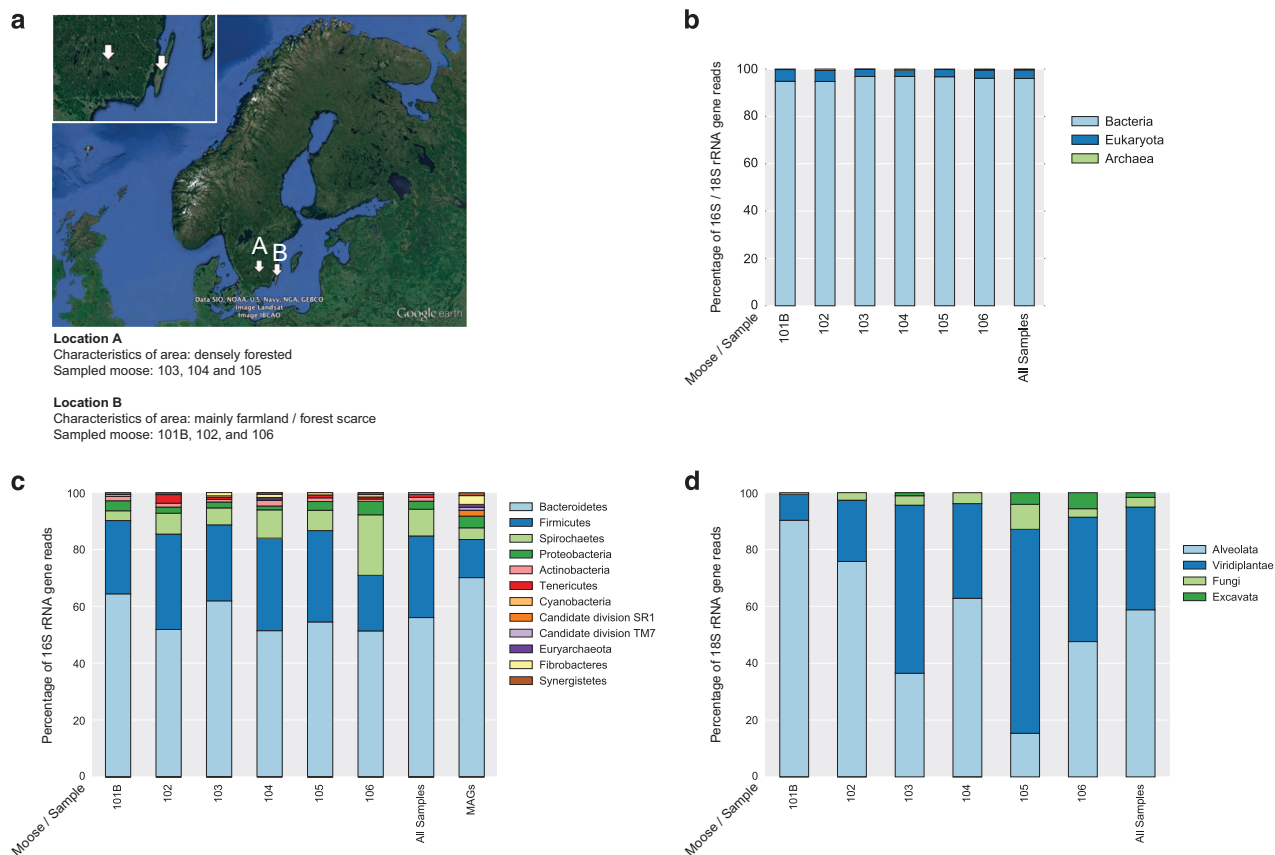 a
A
B
Data SIO, NOAA, U.S. Navy, NGA, GEBCO
Image Landsat
Image IBCAO
Google earth
Location A
Characteristics of area: densely forested
Sampled moose: 103, 104 and 105
Location B
Characteristics of area: mainly farmland / forest scarce
Sampled moose: 101B, 102, and 106
b
Percentage of 16S / 18S rRNA gene reads
100
80
60
40
20
0
Moose / Sample
101B
102
103
104
105
106
All Samples
Bacteria
Eukaryota
Archaea
c
Percentage of 16S rRNA gene reads
100
80
60
40
20
0
Moose / Sample
101B
102
103
104
105
106
All Samples
MAGs
Bacteroidetes
Firmicutes
Spirochaetes
Proteobacteria
Actinobacteria
Tenericutes
Cyanobacteria
Candidate division SR1
Candidate division TM7
Euryarchaeota
Fibrobacteres
Synergistetes
d
Percentage of 18S rRNA gene reads
100
80
60
40
20
0
Moose / Sample
101B
102
103
104
105
106
All Samples
Alveolata
Viridiplantae
Fungi
Excavata